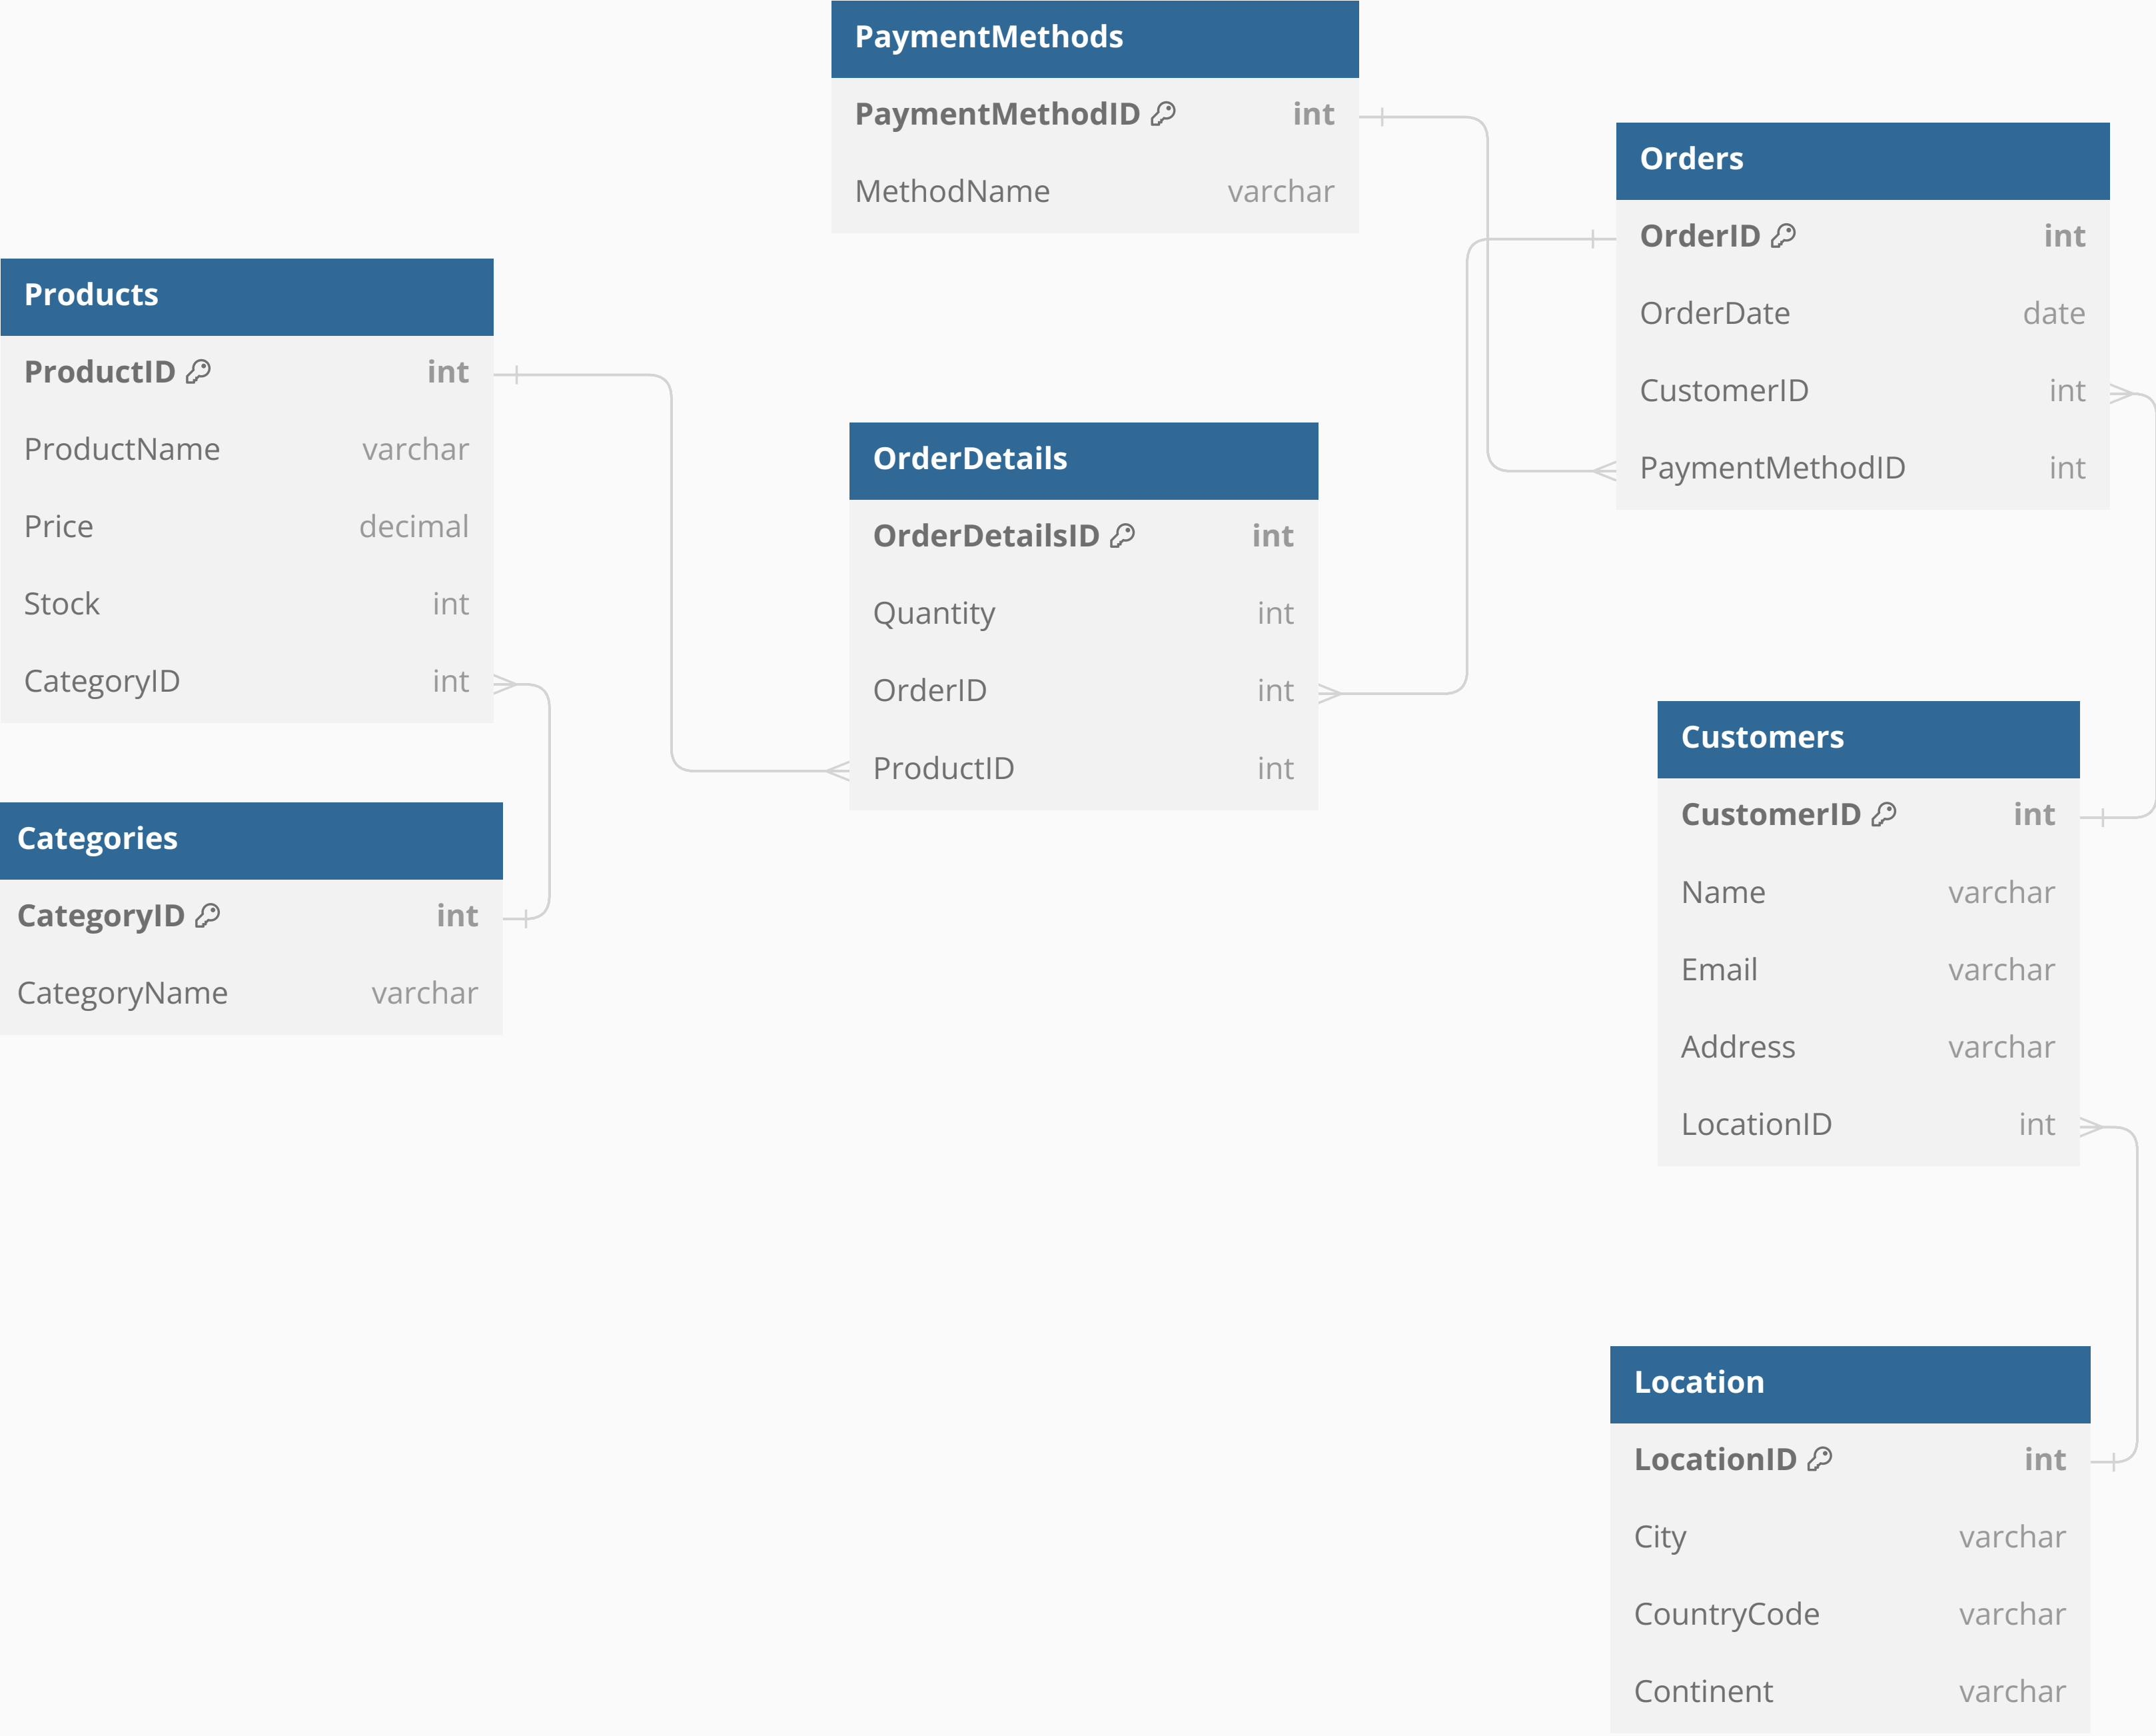 PaymentMethods
PaymentMethodID int
MethodName varchar
Orders
OrderID int
OrderDate date
CustomerID int
PaymentMethodID int
Products
ProductID int
ProductName varchar
Price decimal
Stock int
CategoryID int
OrderDetails
OrderDetailsID int
Quantity int
OrderID int
ProductID int
Categories
CategoryID int
CategoryName varchar
Customers
CustomerID int
Name varchar
Email varchar
Address varchar
LocationID int
Location
LocationID int
City varchar
CountryCode varchar
Continent varchar